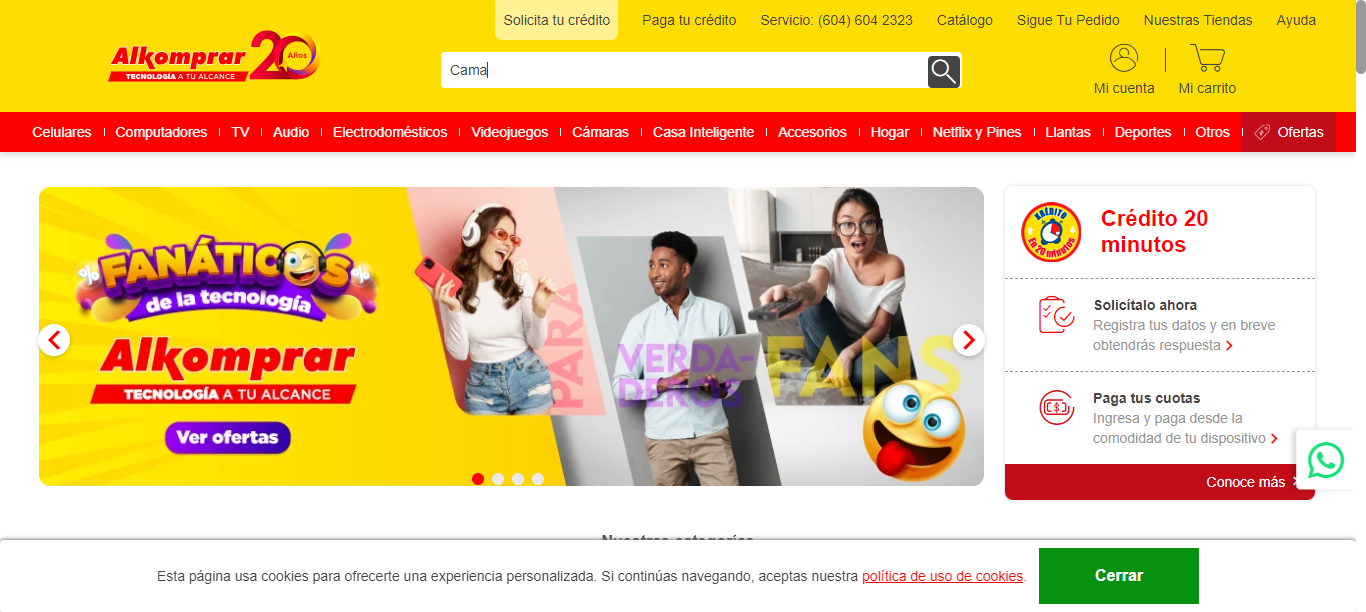 Solicita tu crédito
Paga tu crédito
Servicio: (604) 604 2323
Catálogo
Sigue Tu Pedido
Nuestras Tiendas
Ayuda
Alkomprar 20 Años
TECNOLOGÍA A TU ALCANCE
Cama
Mi cuenta
Mi carrito
Celulares
Computadores
TV
Audio
Electrodomésticos
Videojuegos
Cámaras
Casa Inteligente
Accesorios
Hogar
Netflix y Pines
Llantas
Deportes
Otros
Ofertas
% FANÁTICOS %
de la tecnología
Alkomprar
TECNOLOGÍA A TU ALCANCE
Ver ofertas
PARA
VERDA-
DEROS
FANS
KRÉDITO
En 20 minutos
Crédito 20
minutos
Solicítalo ahora
Registra tus datos y en breve
obtendrás respuesta
Paga tus cuotas
Ingresa y paga desde la
comodidad de tu dispositivo
Conoce más
Nuestras categorías
Esta página usa cookies para ofrecerte una experiencia personalizada. Si continúas navegando, aceptas nuestra política de uso de cookies.
Cerrar